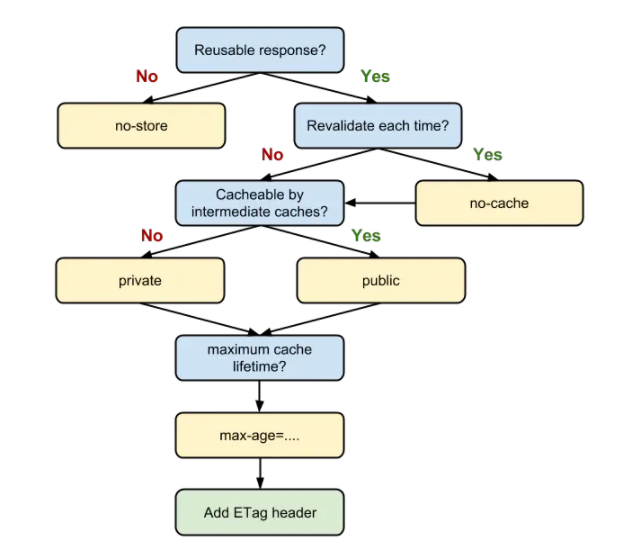 Reusable response?
No
Yes
no-store
Revalidate each time?
No
Yes
Cacheable by
intermediate caches?
no-cache
No
Yes
private
public
maximum cache
lifetime?
max-age=....
Add ETag header